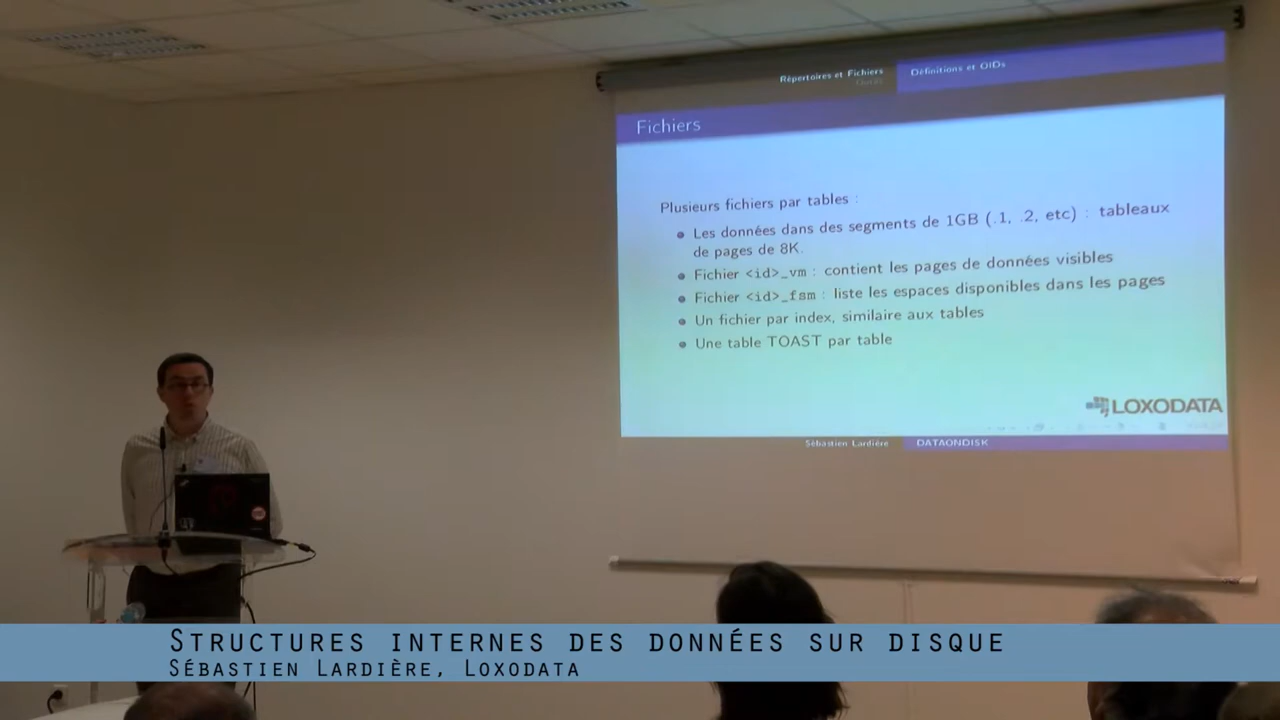 Répertoires et Fichiers
Définitions et OIDs
Fichiers
Plusieurs fichiers par tables :
Les données dans des segments de 1GB (.1, .2, etc) : tableaux
de pages de 8K.
Fichier <id>_vm : contient les pages de données visibles
Fichier <id>_fsm : liste les espaces disponibles dans les pages
Un fichier par index, similaire aux tables
Une table TOAST par table
LOXODATA
Sébastien Lardière
DATAONDISK
STRUCTURES INTERNES DES DONNÉES SUR DISQUE
SÉBASTIEN LARDIÈRE, LOXODATA